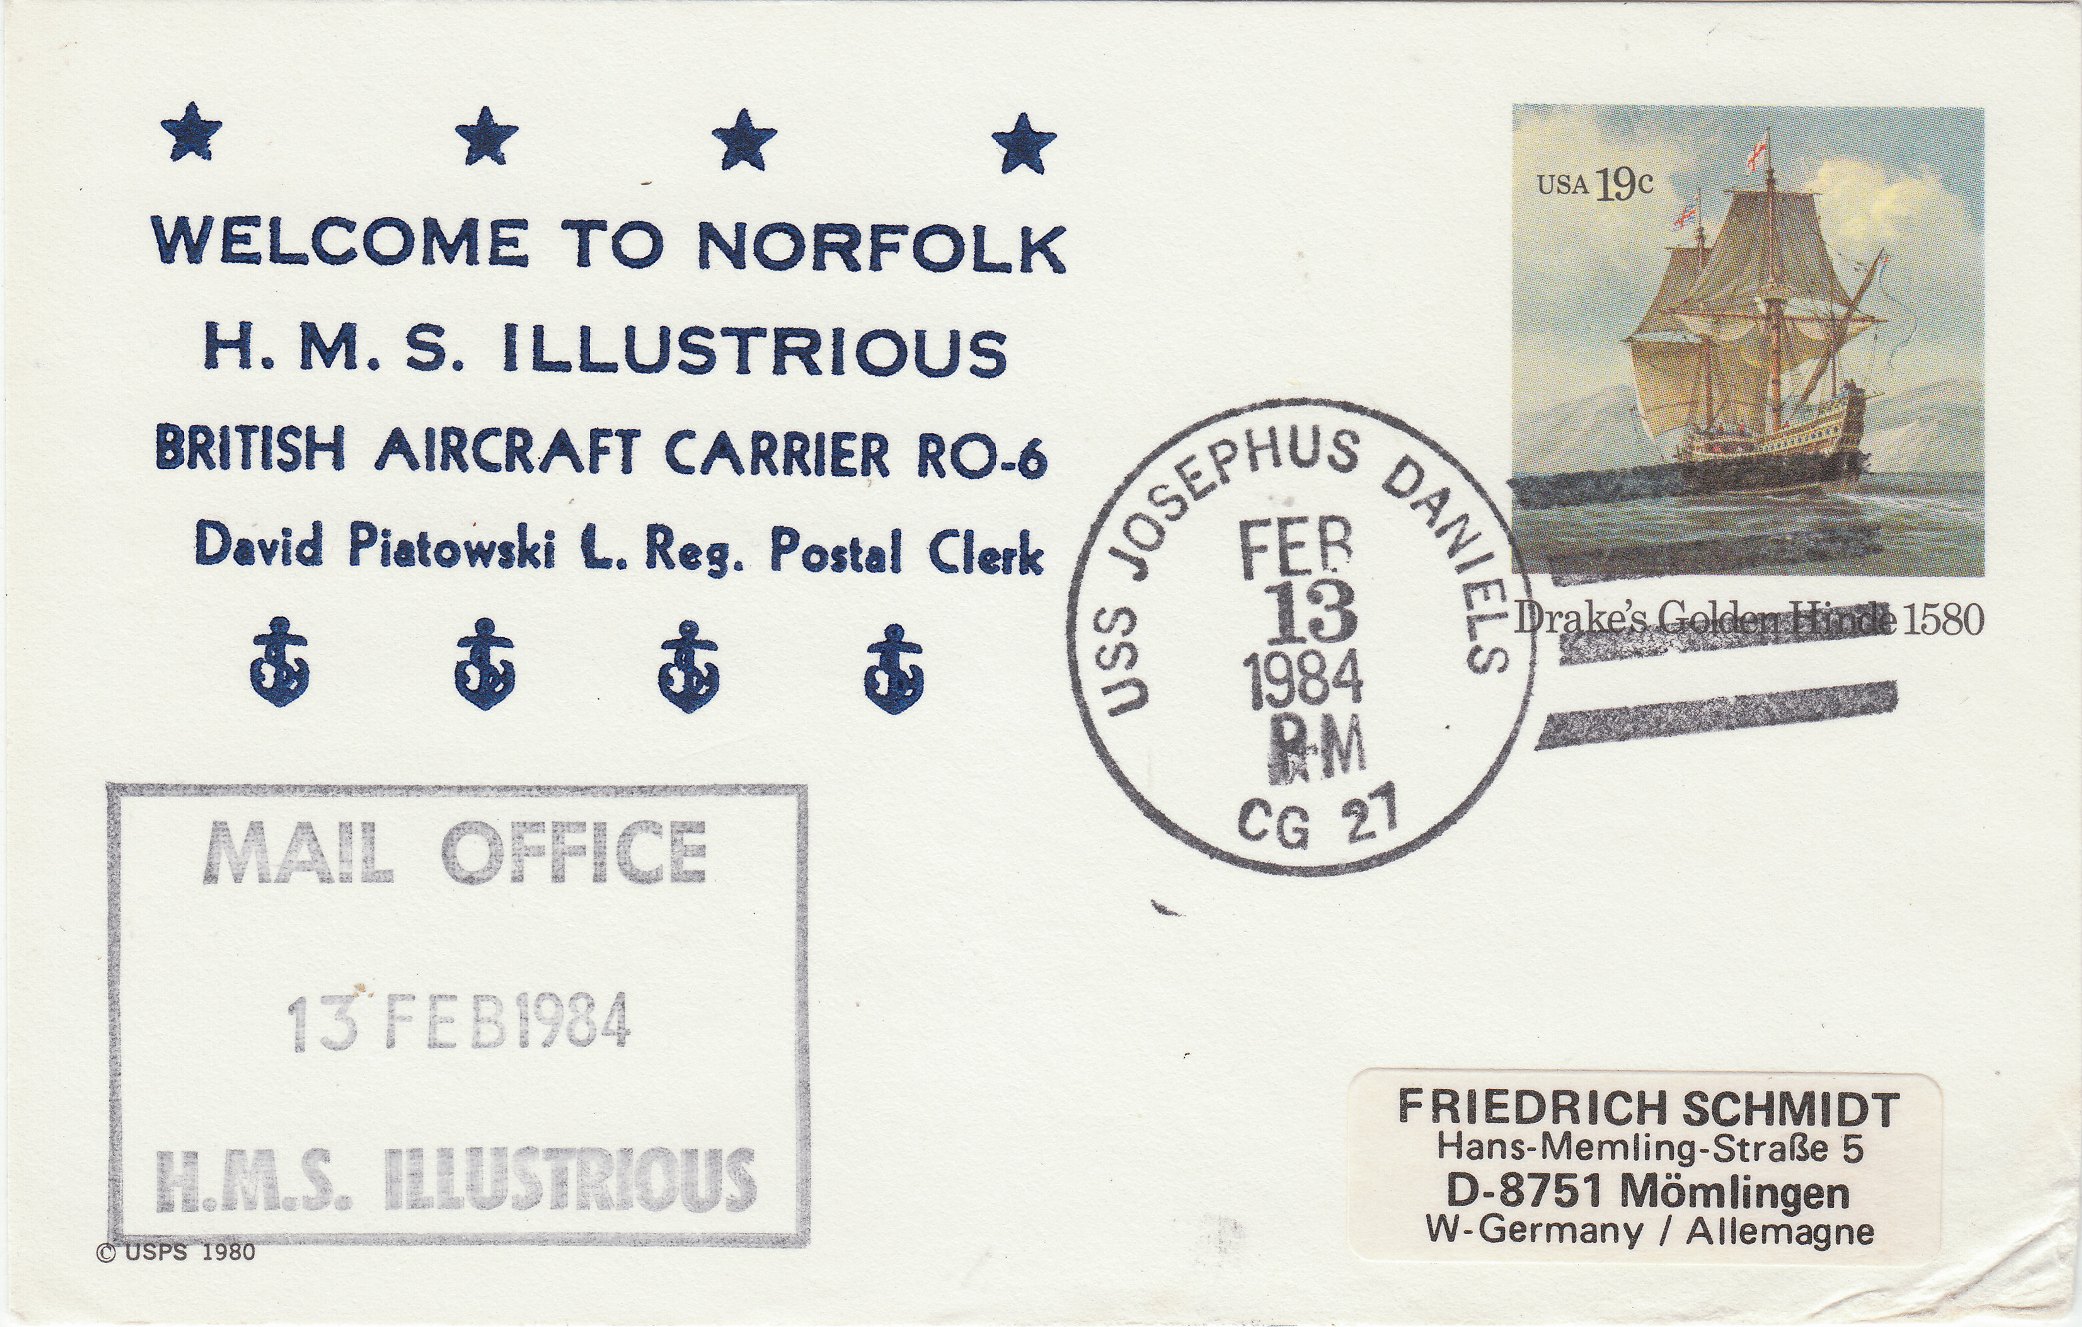 WELCOME TO NORFOLK
H. M. S. ILLUSTRIOUS
BRITISH AIRCRAFT CARRIER RO-6
David Piatowski L. Reg. Postal Clerk
USA 19c
Drake's Golden Hinde 1580
USS JOSEPHUS DANIELS
FEB
13
1984
PM
CG 27
MAIL OFFICE
13 FEB 1984
H.M.S. ILLUSTRIOUS
© USPS 1980
FRIEDRICH SCHMIDT
Hans-Memling-Straße 5
D-8751 Mömlingen
W-Germany / Allemagne